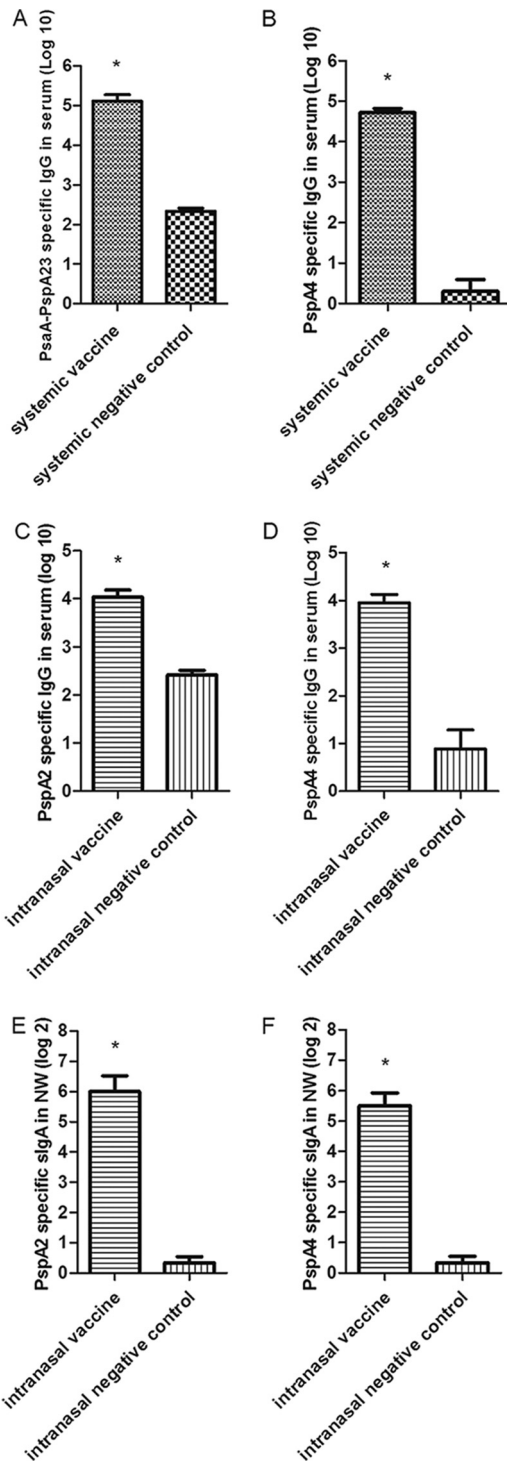 A
PsaA-PspA23 specific IgG in serum (Log 10)
6
5
4
3
2
1
0
*
systemic vaccine
systemic negative control
B
PspA4 specific IgG in serum (Log 10)
6
5
4
3
2
1
0
*
systemic vaccine
systemic negative control
C
PspA2 specific IgG in serum (log 10)
5
4
3
2
1
0
*
intranasal vaccine
intranasal negative control
D
PspA4 specific IgG in serum (Log 10)
5
4
3
2
1
0
*
intranasal vaccine
intranasal negative control
E
PspA2 specific sIgA in NW (log 2)
8
7
6
5
4
3
2
1
0
*
intranasal vaccine
intranasal negative control
F
PspA4 specific sIgA in NW (log 2)
8
7
6
5
4
3
2
1
0
*
intranasal vaccine
intranasal negative control